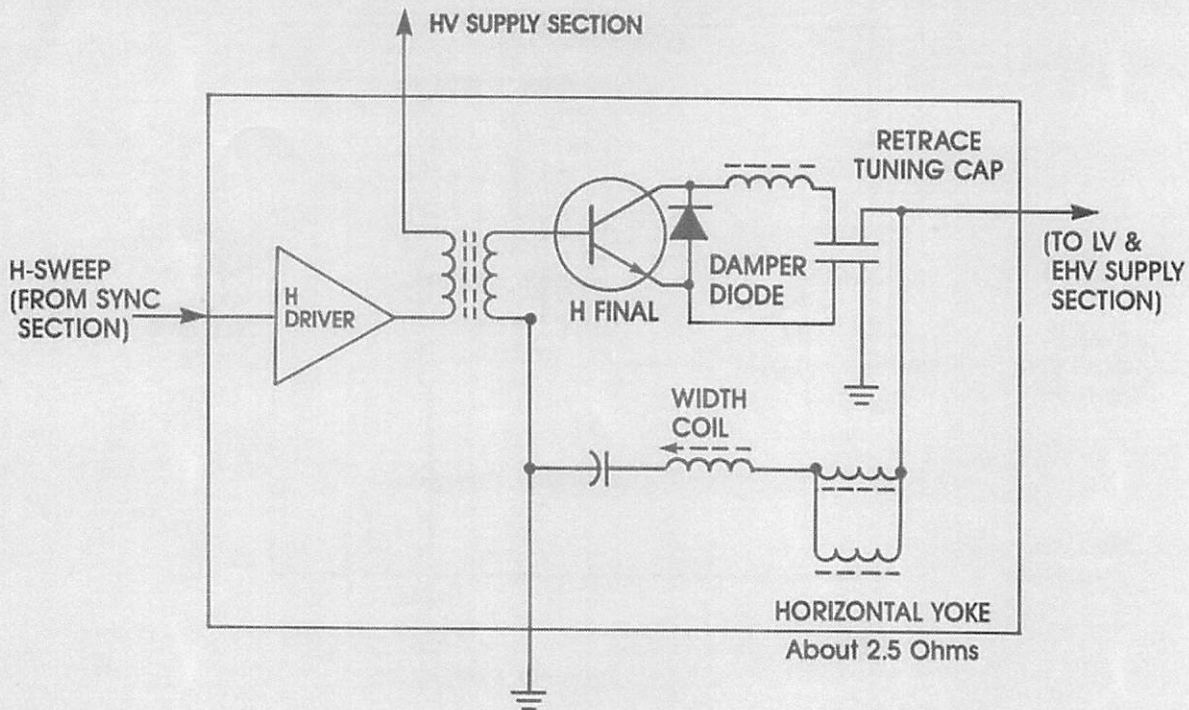 HV SUPPLY SECTION
RETRACE
TUNING CAP
H-SWEEP
(FROM SYNC
SECTION)
H
DRIVER
H FINAL
DAMPER
DIODE
(TO LV &
EHV SUPPLY
SECTION)
WIDTH
COIL
HORIZONTAL YOKE
About 2.5 Ohms